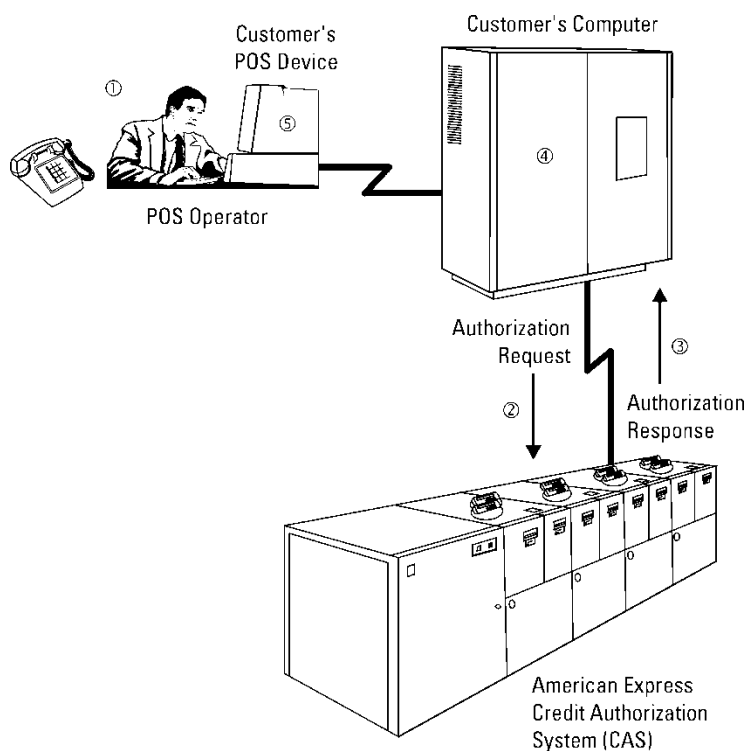 Customer's Computer
Customer's
POS Device
①
⑤
④
POS Operator
Authorization
Request
②
③
Authorization
Response
American Express
Credit Authorization
System (CAS)